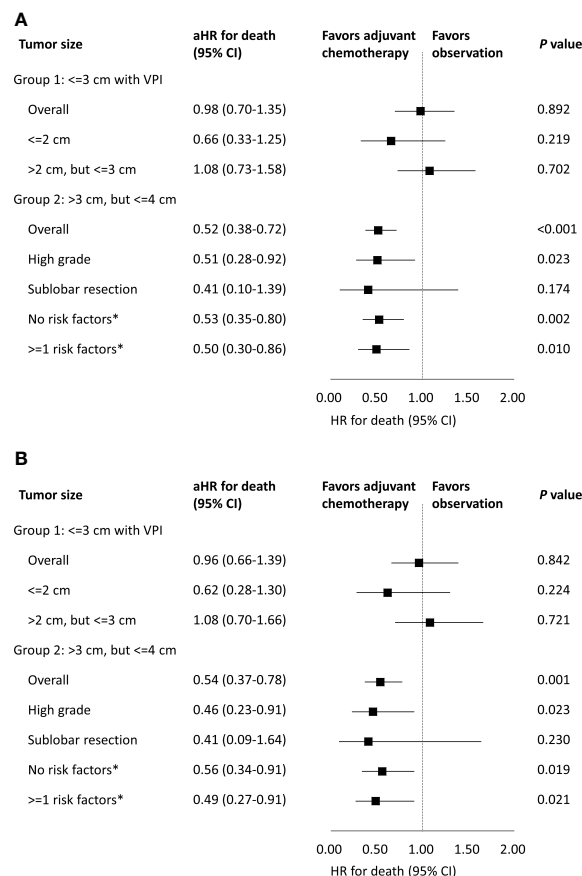 A
Tumor size aHR for death (95% CI) Favors adjuvant chemotherapy Favors observation P value
Group 1: <=3 cm with VPI
Overall 0.98 (0.70-1.35) 0.892
<=2 cm 0.66 (0.33-1.25) 0.219
>2 cm, but <=3 cm 1.08 (0.73-1.58) 0.702
Group 2: >3 cm, but <=4 cm
Overall 0.52 (0.38-0.72) <0.001
High grade 0.51 (0.28-0.92) 0.023
Sublobar resection 0.41 (0.10-1.39) 0.174
No risk factors* 0.53 (0.35-0.80) 0.002
>=1 risk factors* 0.50 (0.30-0.86) 0.010
0.00 0.50 1.00 1.50 2.00
HR for death (95% CI)
B
Tumor size aHR for death (95% CI) Favors adjuvant chemotherapy Favors observation P value
Group 1: <=3 cm with VPI
Overall 0.96 (0.66-1.39) 0.842
<=2 cm 0.62 (0.28-1.30) 0.224
>2 cm, but <=3 cm 1.08 (0.70-1.66) 0.721
Group 2: >3 cm, but <=4 cm
Overall 0.54 (0.37-0.78) 0.001
High grade 0.46 (0.23-0.91) 0.023
Sublobar resection 0.41 (0.09-1.64) 0.230
No risk factors* 0.56 (0.34-0.91) 0.019
>=1 risk factors* 0.49 (0.27-0.91) 0.021
0.00 0.50 1.00 1.50 2.00
HR for death (95% CI)